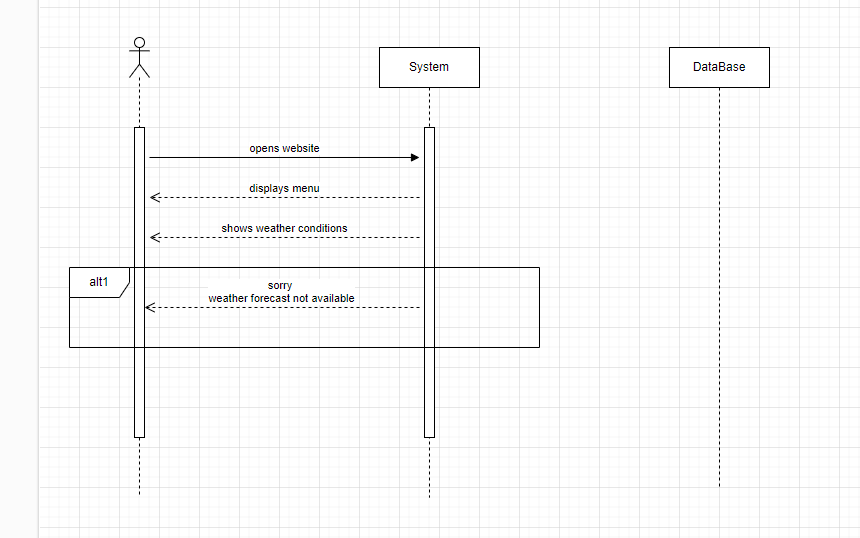 System
DataBase
opens website
displays menu
shows weather conditions
alt1
sorry
weather forecast not available